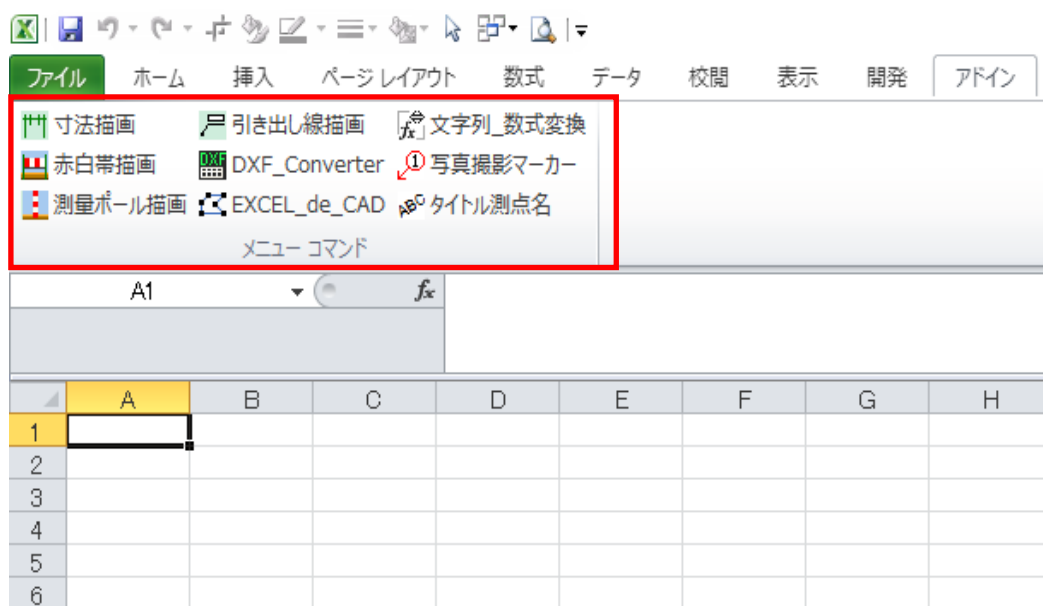 ファイル ホーム 挿入 ページ レイアウト 数式 データ 校閲 表示 開発 アドイン
寸法描画 引き出し線描画 fx 文字列_数式変換
赤白帯描画 DXF DXF_Converter 1 写真撮影マーカー
測量ポール描画 EXCEL_de_CAD ABC タイトル測点名
メニュー コマンド
A1 fx
A B C D E F G H
1
2
3
4
5
6